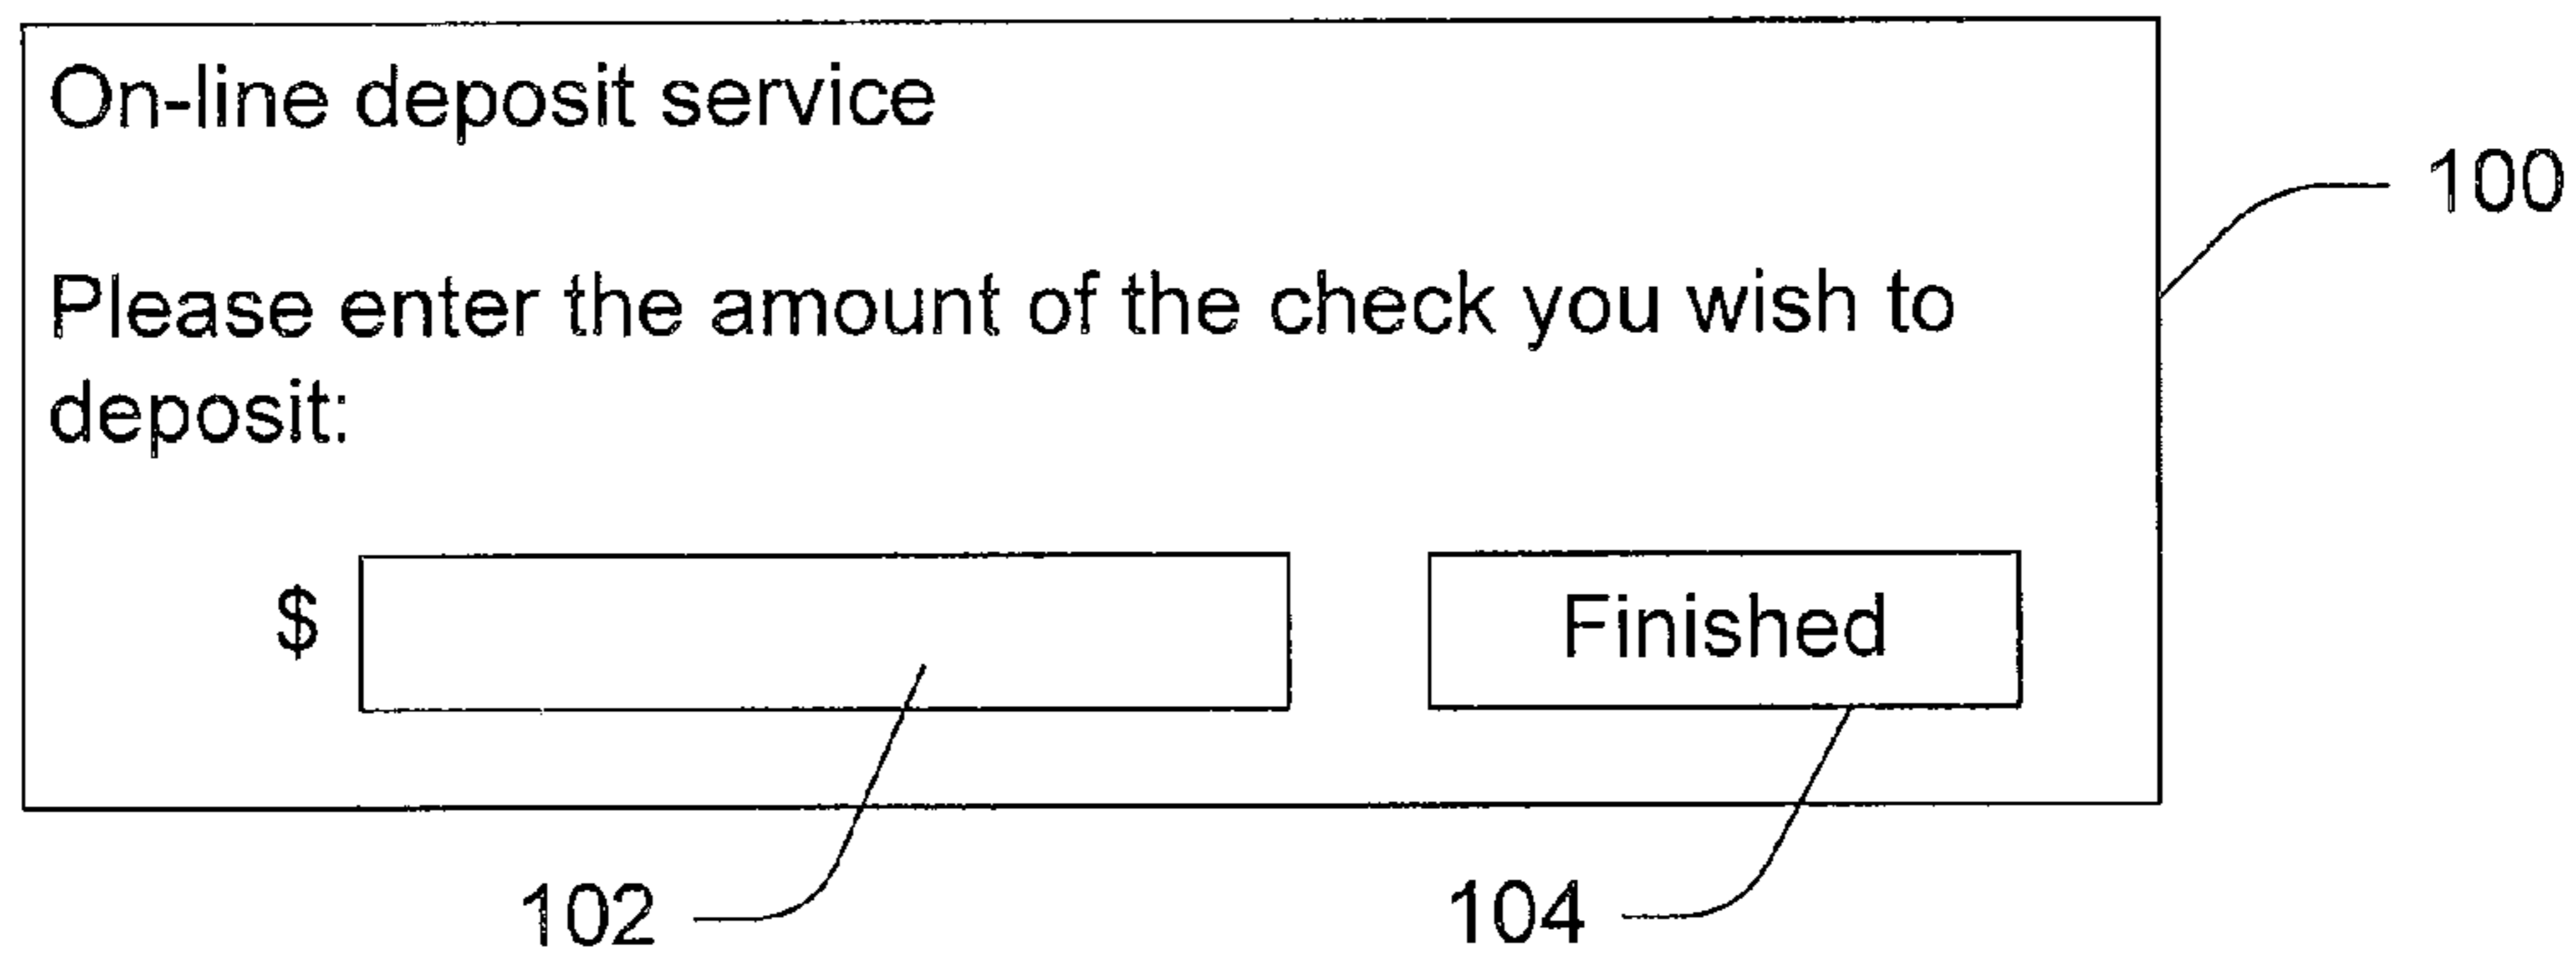 On-line deposit service
100
Please enter the amount of the check you wish to
deposit:
$ Finished
102 104